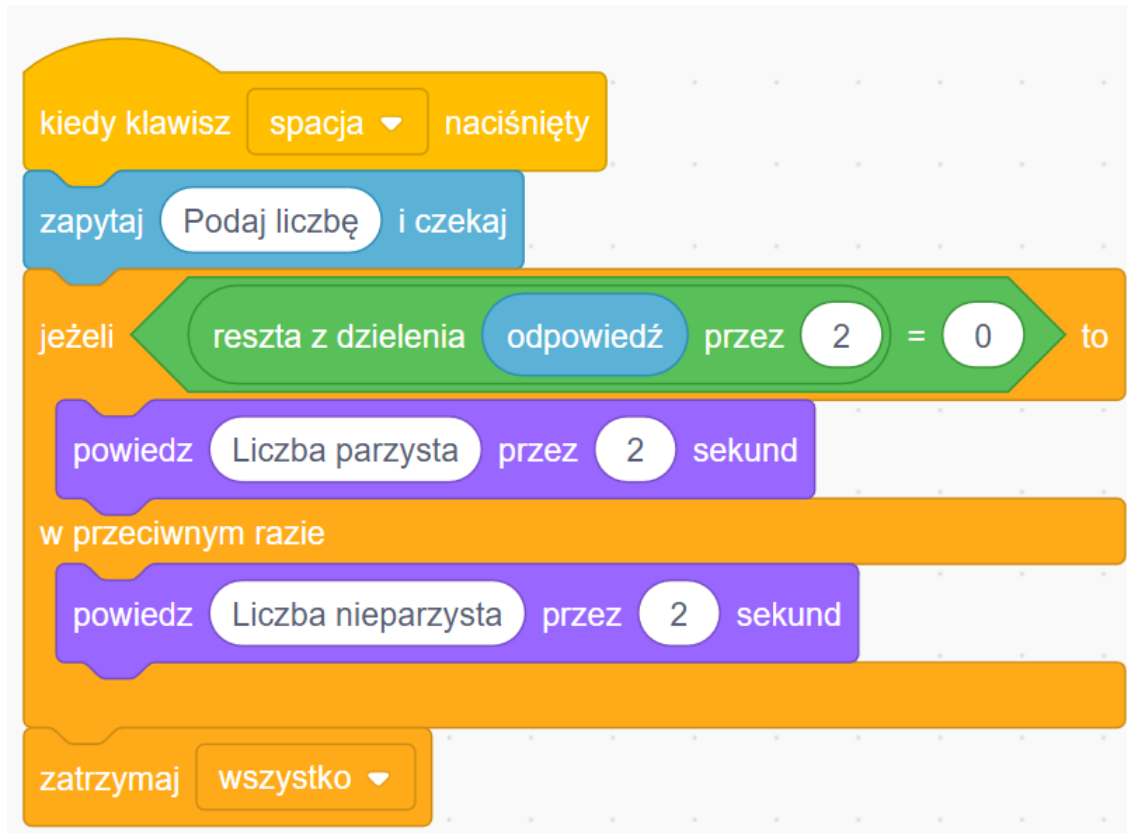 kiedy klawisz spacja naciśnięty
zapytaj Podaj liczbę i czekaj
jeżeli reszta z dzielenia odpowiedź przez 2 = 0 to
powiedz Liczba parzysta przez 2 sekund
w przeciwnym razie
powiedz Liczba nieparzysta przez 2 sekund
zatrzymaj wszystko